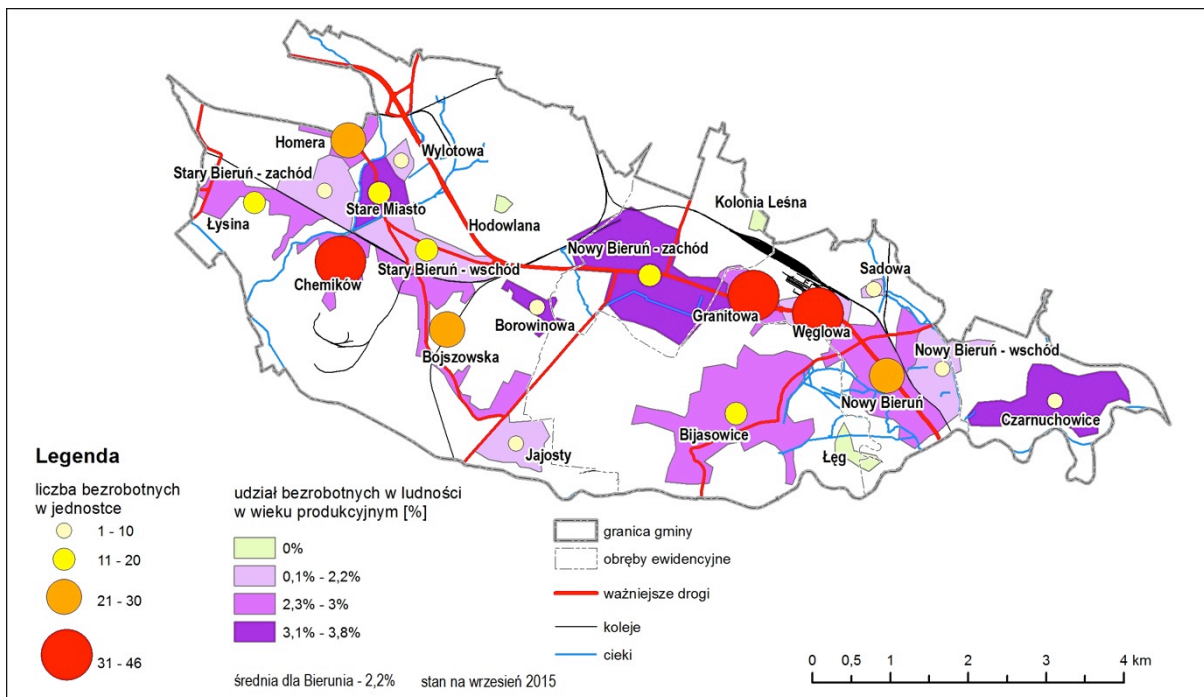 Homera
Wylotowa
Stary Bieruń - zachód
Stare Miasto
Łysina
Hodowlana
Kolonia Leśna
Nowy Bieruń - zachód
Stary Bieruń - wschód
Chemików
Sadowa
Borowinowa
Granitowa
Węglowa
Bojszowska
Nowy Bieruń - wschód
Nowy Bieruń
Czarnuchowice
Bijasowice
Jajosty
Łęg
Legenda
liczba bezrobotnych
w jednostce
1 - 10
11 - 20
21 - 30
31 - 46
udział bezrobotnych w ludności
w wieku produkcyjnym [%]
0%
0,1% - 2,2%
2,3% - 3%
3,1% - 3,8%
średnia dla Bierunia - 2,2% stan na wrzesień 2015
granica gminy
obręby ewidencyjne
ważniejsze drogi
koleje
cieki
0 0,5 1 2 3 4 km